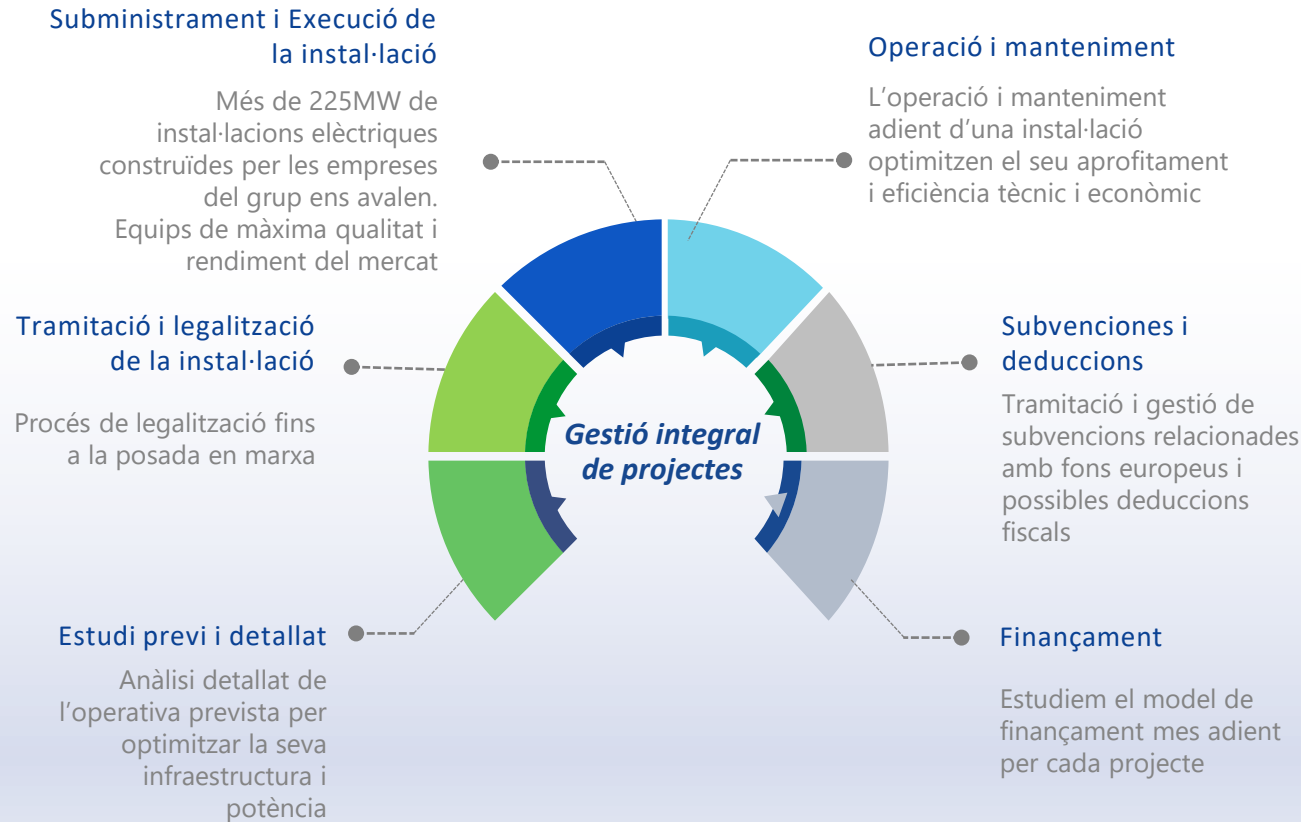 Subministrament i Execució de
la instal·lació
Més de 225MW de
instal·lacions elèctriques
construïdes per les empreses
del grup ens avalen.
Equips de màxima qualitat i
rendiment del mercat
Tramitació i legalització
de la instal·lació
Procés de legalització fins
a la posada en marxa
Estudi previ i detallat
Anàlisi detallat de
l'operativa prevista per
optimitzar la seva
infraestructura i
potència
Gestió integral
de projectes
Operació i manteniment
L'operació i manteniment
adient d'una instal·lació
optimitzen el seu aprofitament
i eficiència tècnic i econòmic
Subvenciones i
deduccions
Tramitació i gestió de
subvencions relacionades
amb fons europeus i
possibles deduccions
fiscals
Finançament
Estudiem el model de
finançament mes adient
per cada projecte